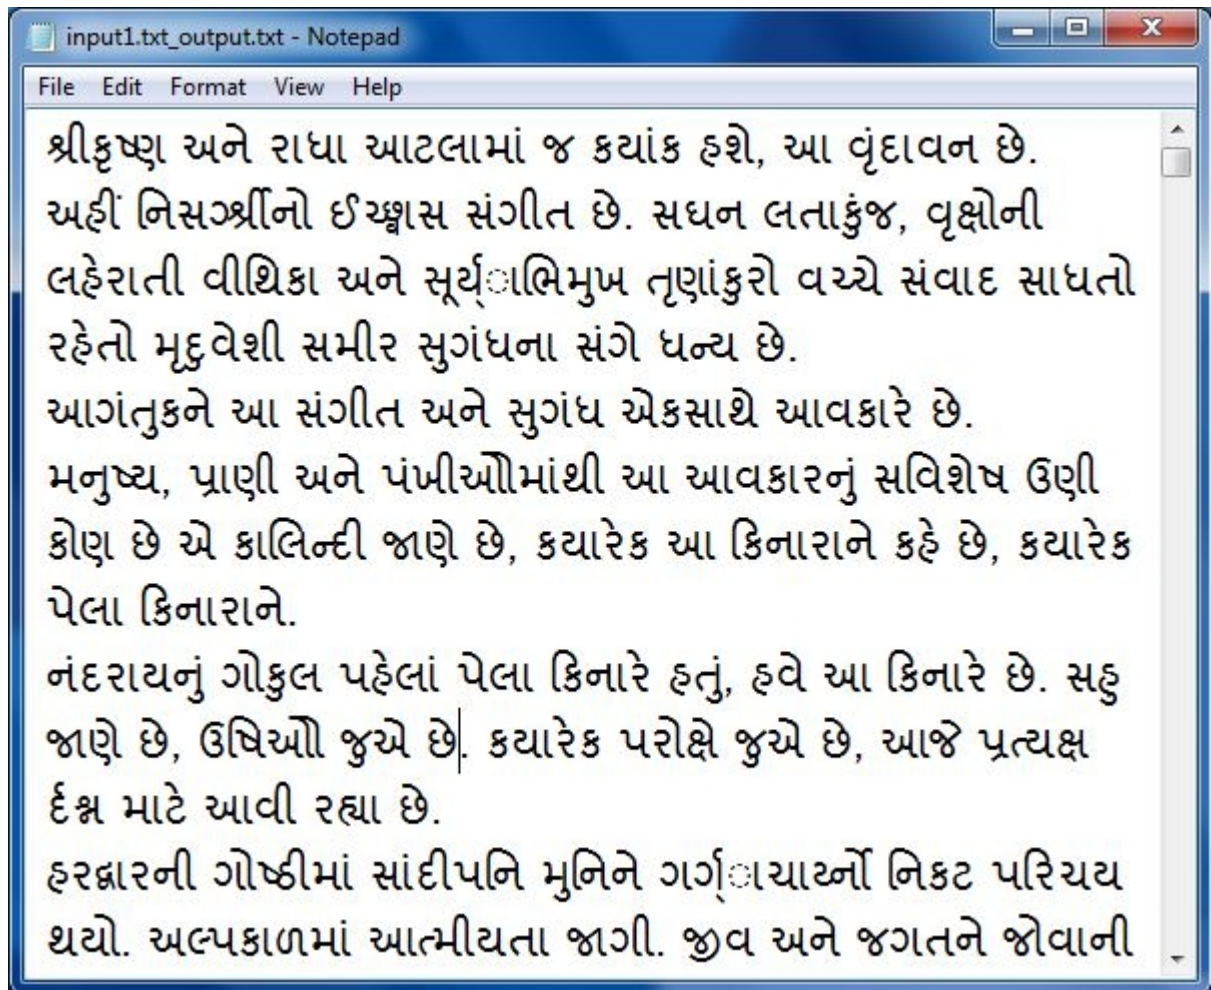 input1.txt_output.txt - Notepad
File Edit Format View Help
શ્રીકૃષ્ણ અને રાધા આટલામાં જ કયાંક હશે, આ વૃંદાવન છે.
અહીં નિસર્ગ્શ્રીનો ઈચ્છ્વાસ સંગીત છે. સઘન લતાકુંજ, વૃક્ષોની
લહેરાતી વીથિકા અને સૂર્ય્ાભિમુખ તૃણાંકુરો વચ્ચે સંવાદ સાધતો
રહેતો મૃદુવેશી સમીર સુગંધના સંગે ધન્ય છે.
આગંતુકને આ સંગીત અને સુગંધ એકસાથે આવકારે છે.
મનુષ્ય, પ્રાણી અને પંખીઓેમાંથી આ આવકારનું સવિશેષ ઉણી
કોણ છે એ કાલિન્દી જાણે છે, કયારેક આ કિનારાને કહે છે, કયારેક
પેલા કિનારાને.
નંદરાયનું ગોકુલ પહેલાં પેલા કિનારે હતું, હવે આ કિનારે છે. સહુ
જાણે છે, ઉષિઓે જુએ છે. કયારેક પરોક્ષે જુએ છે, આજે પ્રત્યક્ષ
ર્દશ્ન માટે આવી રહ્યા છે.
હરદ્વારની ગોષ્ઠીમાં સાંદીપનિ મુનિને ગર્ગ્ાચાર્ય્નો નિકટ પરિચય
થયો. અલ્પકાળમાં આત્મીયતા જાગી. જીવ અને જગતને જોવાની